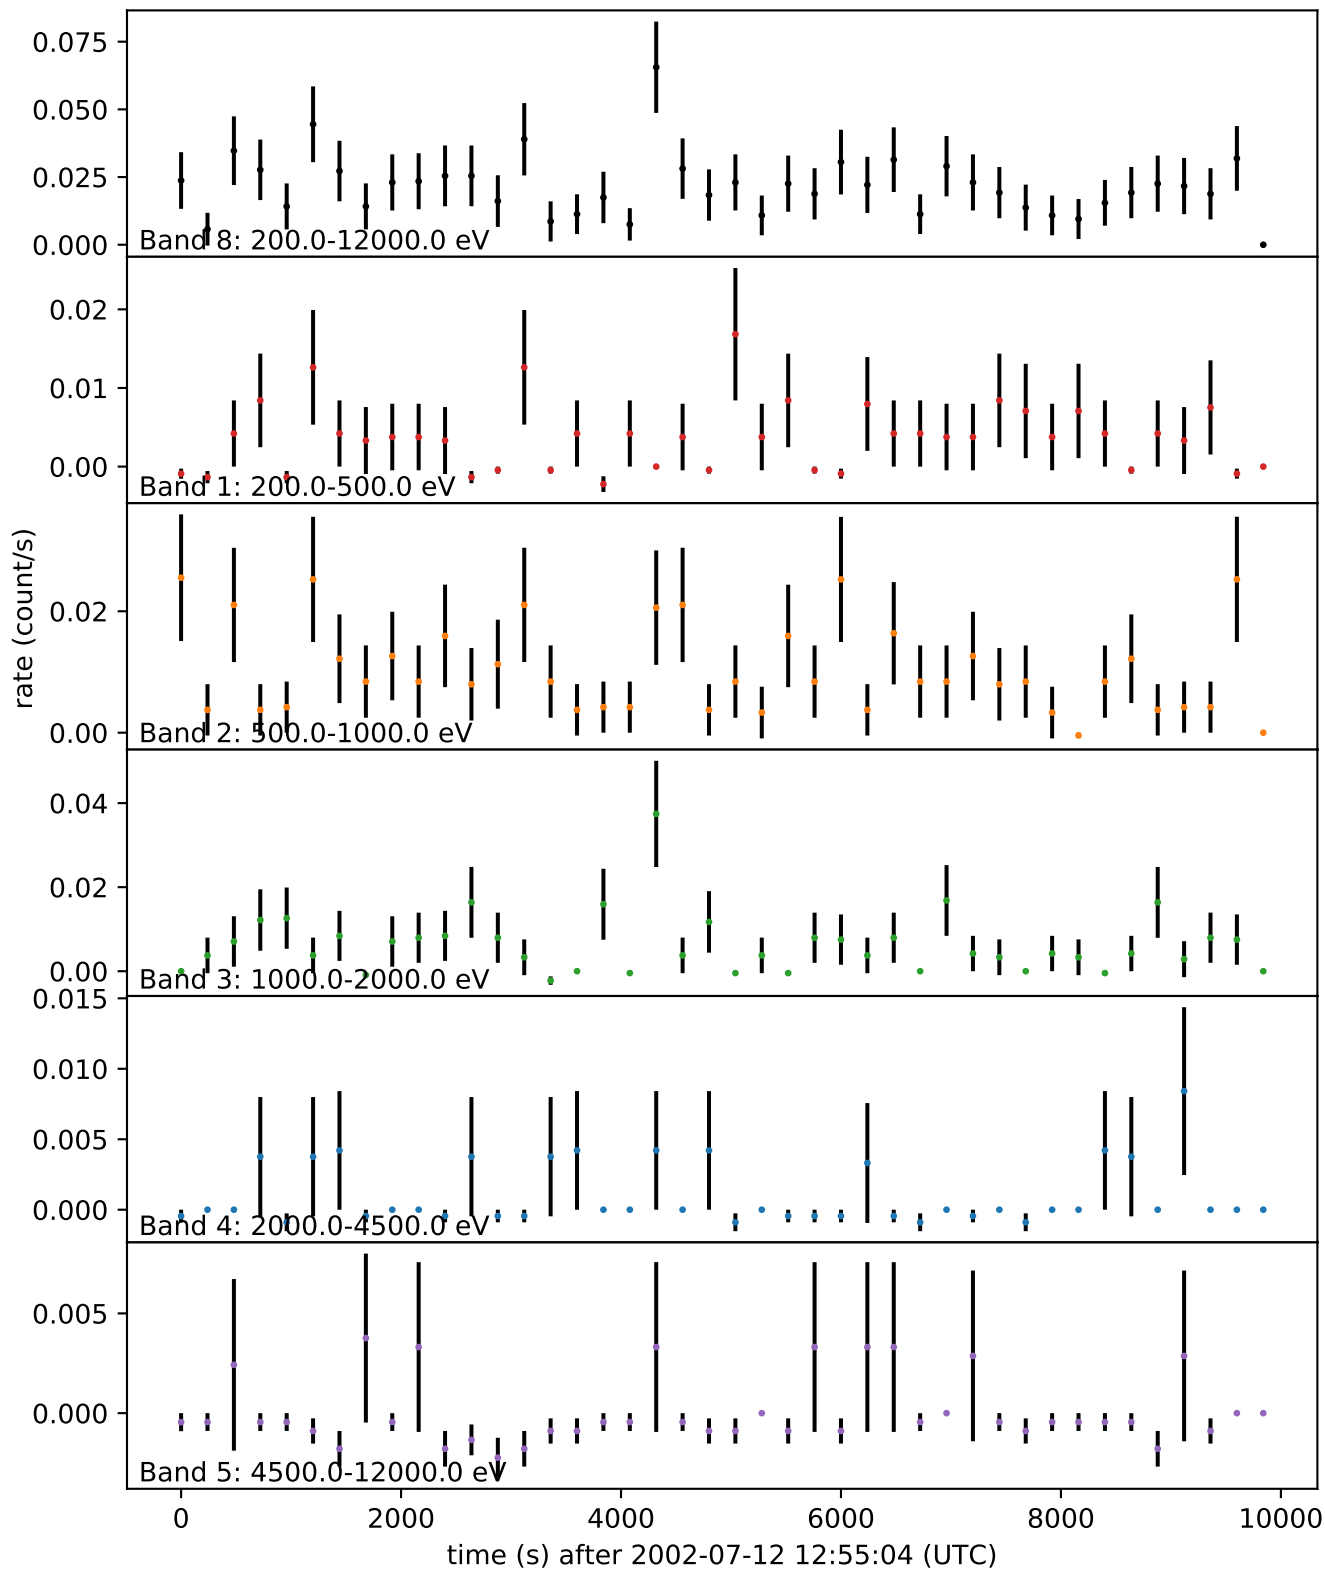 0.075
0.050
0.025
0.000
Band 8: 200.0-12000.0 eV
0.02
0.01
0.00
Band 1: 200.0-500.0 eV
rate (count/s)
0.02
0.00
Band 2: 500.0-1000.0 eV
0.04
0.02
0.00
Band 3: 1000.0-2000.0 eV
0.015
0.010
0.005
0.000
Band 4: 2000.0-4500.0 eV
0.005
0.000
Band 5: 4500.0-12000.0 eV
0 2000 4000 6000 8000 10000
time (s) after 2002-07-12 12:55:04 (UTC)